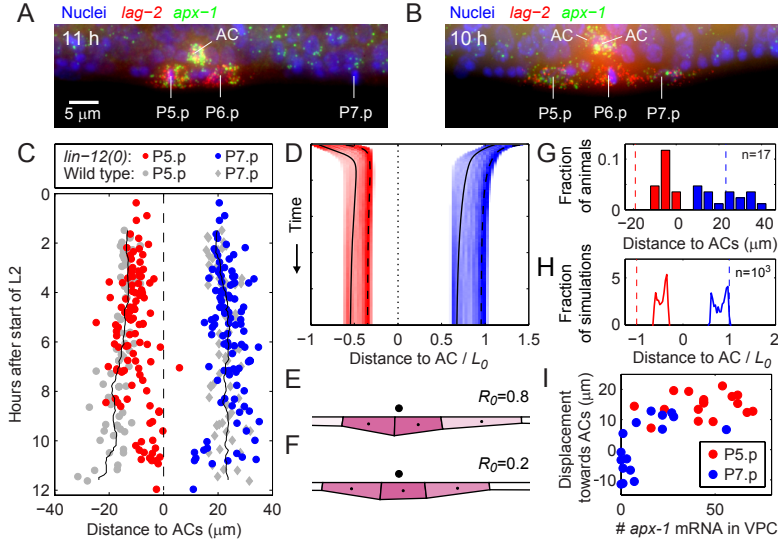 A
Nuclei lag-2 apx-1
11 h
AC
P5.p P6.p P7.p
5 μm
B
Nuclei lag-2 apx-1
10 h
AC AC
P5.p P6.p P7.p
C
lin-12(0): P5.p P7.p
Wild type: P5.p P7.p
Hours after start of L2
0
2
4
6
8
10
12
−40 −20 0 20 40
Distance to ACs (μm)
D
Time
−1 −0.5 0 0.5 1 1.5
Distance to AC / L0
E
R0=0.8
F
R0=0.2
G
Fraction of animals
0.1
0
n=17
−20 0 20 40
Distance to ACs (μm)
H
Fraction of simulations
5
0
n=10³
−1 0 1 2
Distance to AC / L0
I
Displacement towards ACs (μm)
20
10
0
−10
P5.p
P7.p
0 50
# apx-1 mRNA in VPC